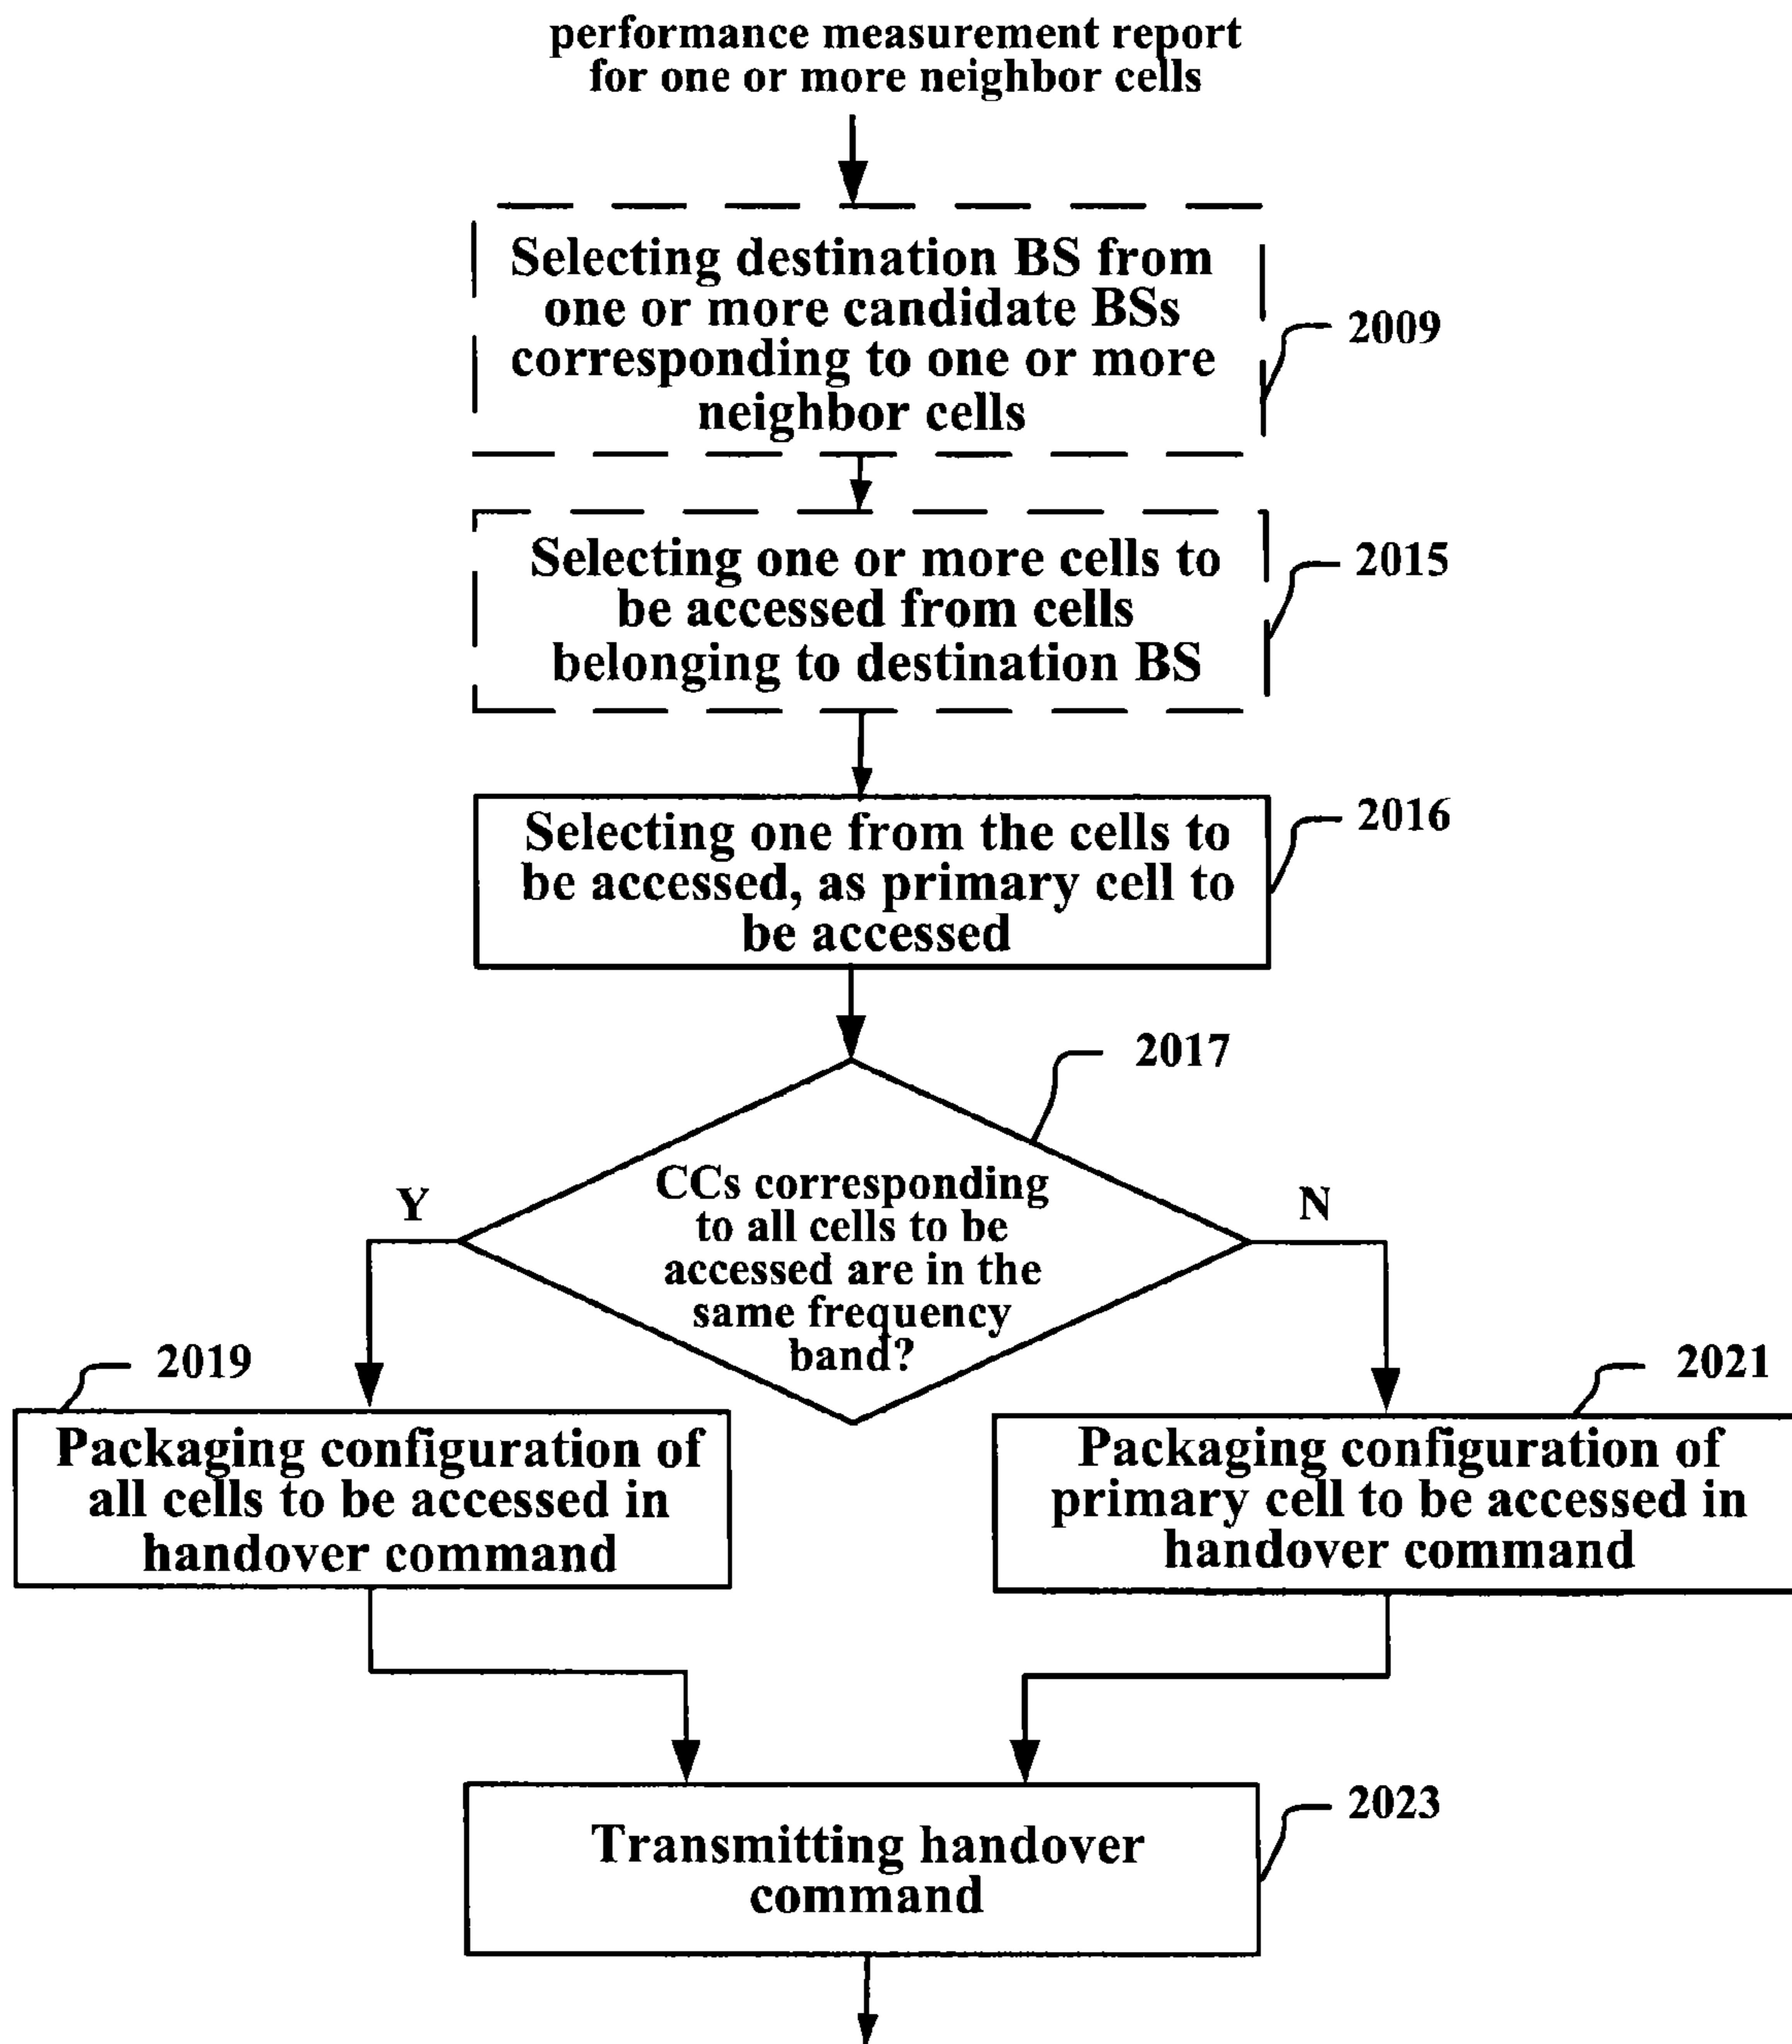 performance measurement report
for one or more neighbor cells
Selecting destination BS from
one or more candidate BSs
corresponding to one or more
neighbor cells
2009
Selecting one or more cells to
be accessed from cells
belonging to destination BS
2015
Selecting one from the cells to
be accessed, as primary cell to
be accessed
2016
2017
CCs corresponding
to all cells to be
accessed are in the
same frequency
band?
Y
N
2019
Packaging configuration of
all cells to be accessed in
handover command
2021
Packaging configuration of
primary cell to be accessed in
handover command
Transmitting handover
command
2023